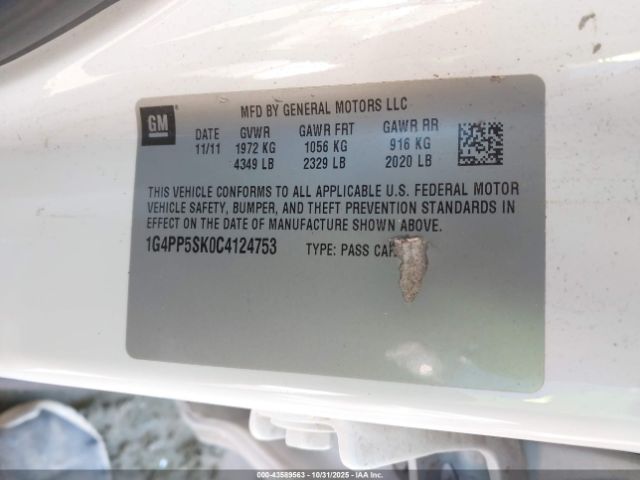 GM
MFD BY GENERAL MOTORS LLC
DATE GVWR GAWR FRT GAWR RR
11/11 1972 KG 1056 KG 916 KG
4349 LB 2329 LB 2020 LB
THIS VEHICLE CONFORMS TO ALL APPLICABLE U.S. FEDERAL MOTOR
VEHICLE SAFETY, BUMPER, AND THEFT PREVENTION STANDARDS IN
EFFECT ON THE DATE OF MANUFACTURE SHOWN ABOVE.
1G4PP5SK0C4124753 TYPE: PASS CAR
000-43589563 - 10/31/2025 - IAAI.COM